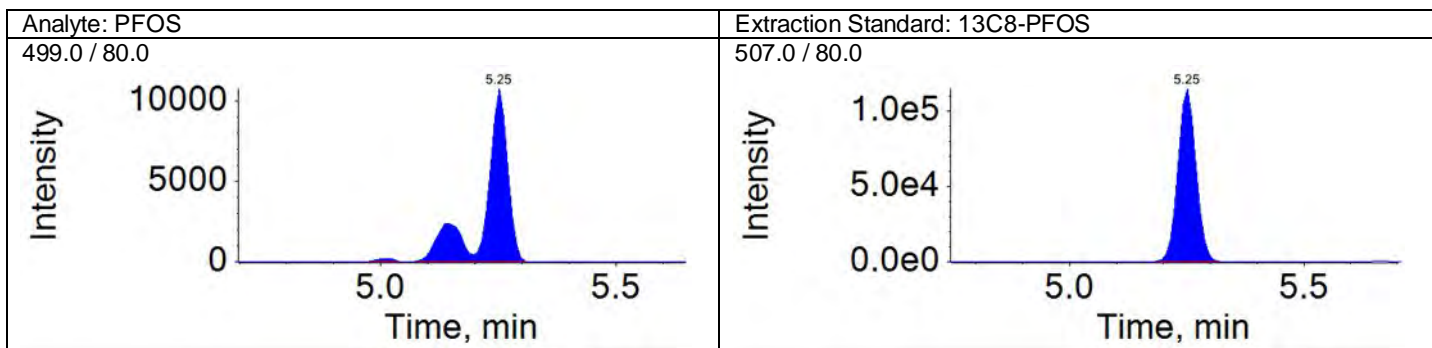 Analyte: PFOS
499.0 / 80.0
5.25
10000
5000
0
Intensity
5.0
5.5
Time, min
Extraction Standard: 13C8-PFOS
507.0 / 80.0
5.25
1.0e5
5.0e4
0.0e0
Intensity
5.0
5.5
Time, min